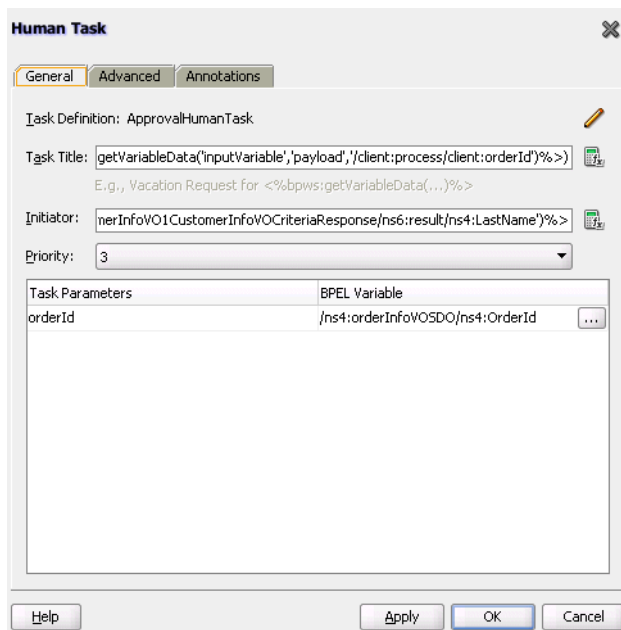 Human Task
General Advanced Annotations
Task Definition: ApprovalHumanTask
Task Title: getVariableData('inputVariable','payload','/client:process/client:orderId')%>)
E.g., Vacation Request for <%bpws:getVariableData(...)%>
Initiator: nerInfoVO1CustomerInfoVOCriteriaResponse/ns6:result/ns4:LastName')%>
Priority: 3
Task Parameters BPEL Variable
orderId /ns4:orderInfoVOSDO/ns4:OrderId ...
Help Apply OK Cancel